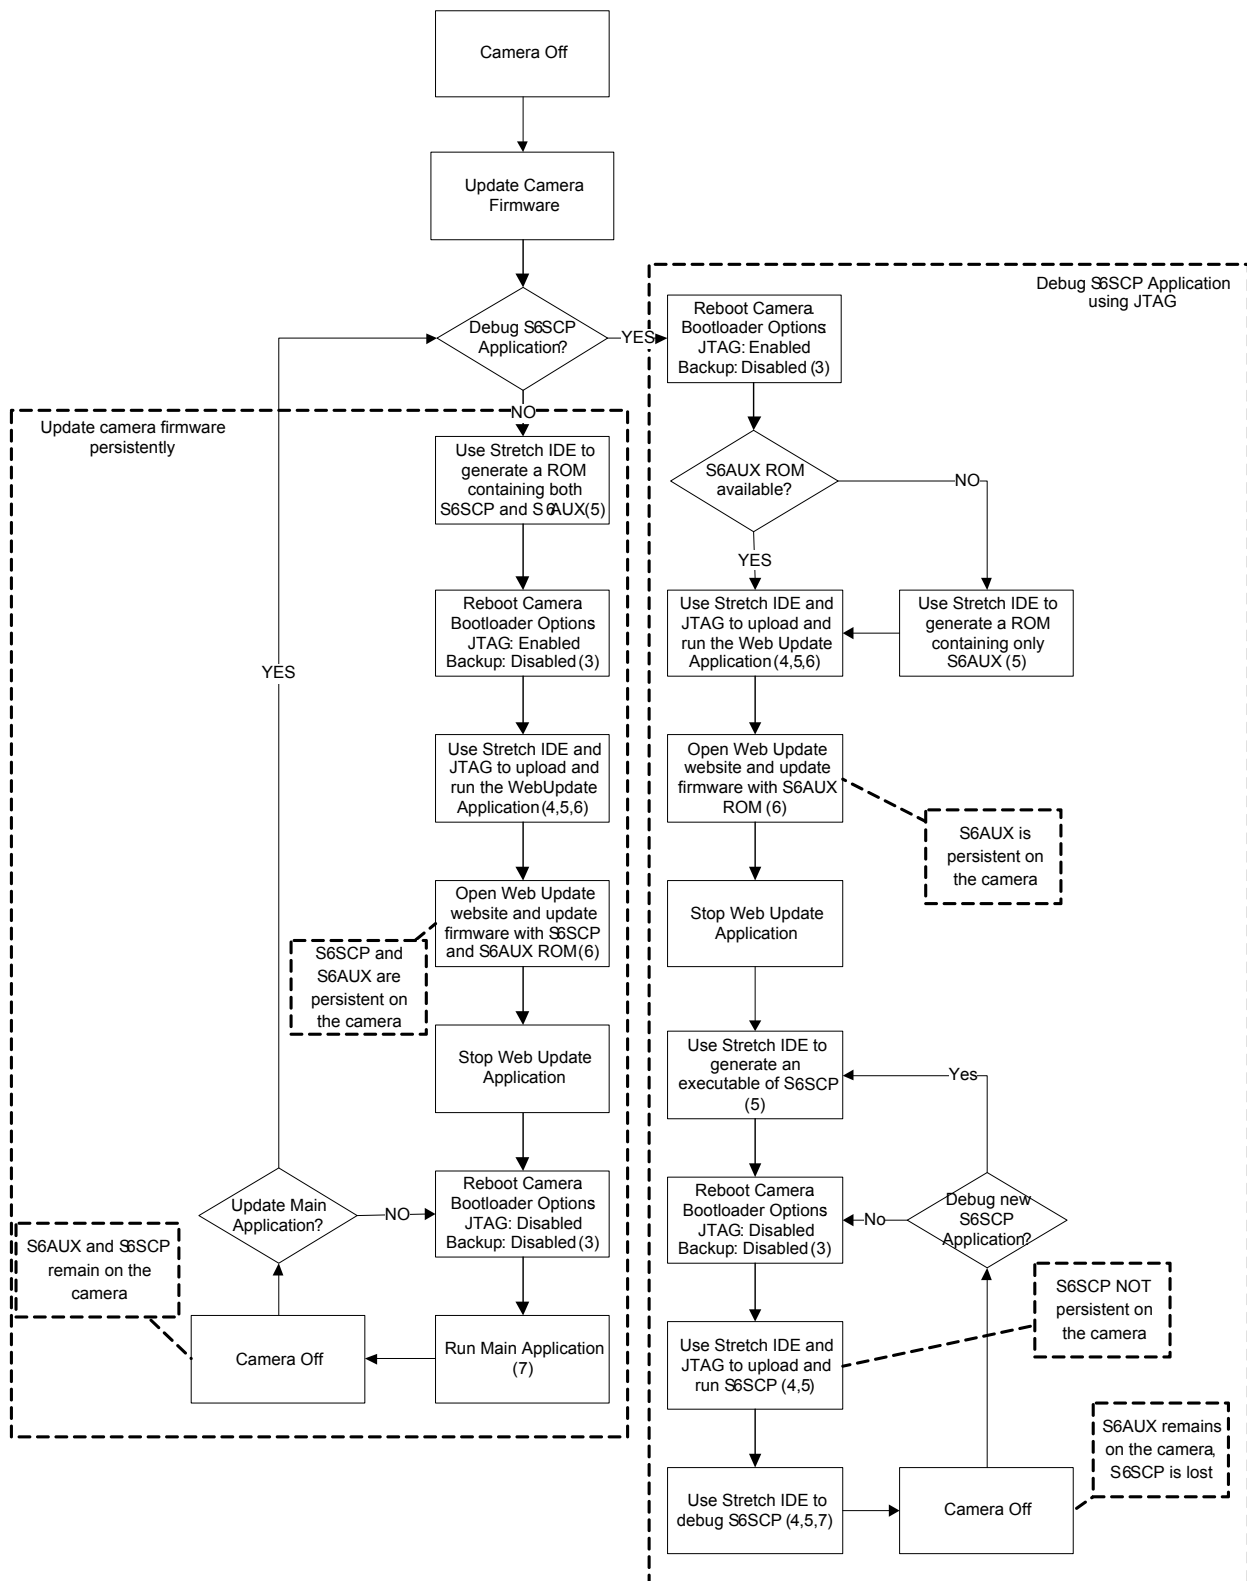 Camera Off
Update Camera
Firmware
Debug S6SCP
Application?
YES
NO
Debug S6SCP Application
using JTAG
Reboot Camera.
Bootloader Options:
JTAG: Enabled
Backup: Disabled (3)
S6AUX ROM
available?
NO
YES
Use Stretch IDE and
JTAG to upload and
run the Web Update
Application (4,5,6)
Use Stretch IDE to
generate a ROM
containing only
S6AUX (5)
Open Web Update
website and update
firmware with S6AUX
ROM (6)
S6AUX is
persistent on
the camera
Stop Web Update
Application
Use Stretch IDE to
generate an
executable of S6SCP
(5)
Yes
Reboot Camera
Bootloader Options
JTAG: Disabled
Backup: Disabled (3)
No
Debug new
S6SCP
Application?
S6SCP NOT
persistent on
the camera
Use Stretch IDE and
JTAG to upload and
run S6SCP (4,5)
S6AUX remains
on the camera,
S6SCP is lost
Use Stretch IDE to
debug S6SCP (4,5,7)
Camera Off
Update camera firmware
persistently
Use Stretch IDE to
generate a ROM
containing both
S6SCP and S6AUX (5)
Reboot Camera
Bootloader Options
JTAG: Enabled
Backup: Disabled (3)
YES
Use Stretch IDE and
JTAG to upload and
run the WebUpdate
Application (4,5,6)
Open Web Update
website and update
firmware with S6SCP
and S6AUX ROM (6)
S6SCP and
S6AUX are
persistent on
the camera
Stop Web Update
Application
Update Main
Application?
NO
Reboot Camera
Bootloader Options
JTAG: Disabled
Backup: Disabled (3)
S6AUX and S6SCP
remain on the
camera
Camera Off
Run Main Application
(7)